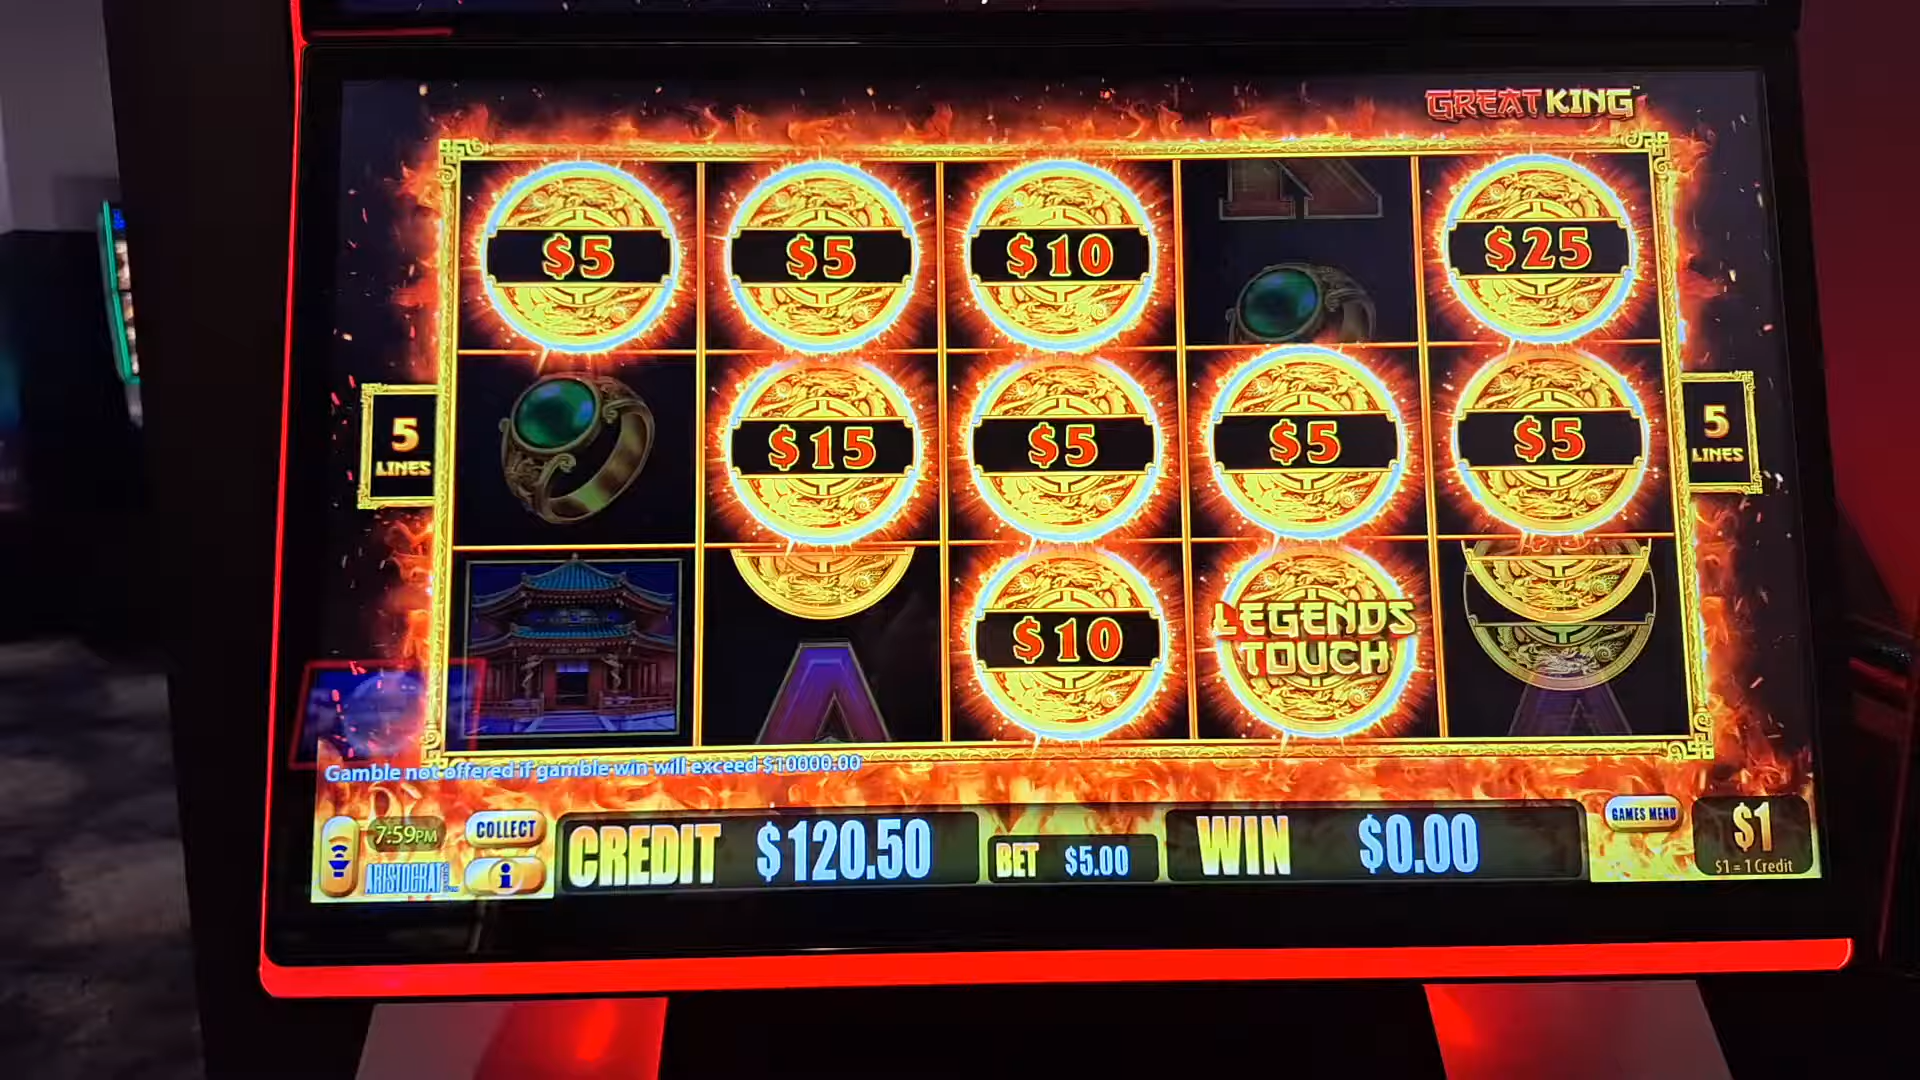 GREAT KING™
$5 $5 $10 K $25
5
LINES
$15 $5 $5 $5
5
LINES
A $10 LEGENDS
TOUCH
A
Gamble not offered if gamble win will exceed $10000.00
7:59PM
COLLECT
CREDIT $120.50
BET $5.00
WIN $0.00
GAMES MENU
$1
$1 = 1 Credit
ARISTOCRAT
i